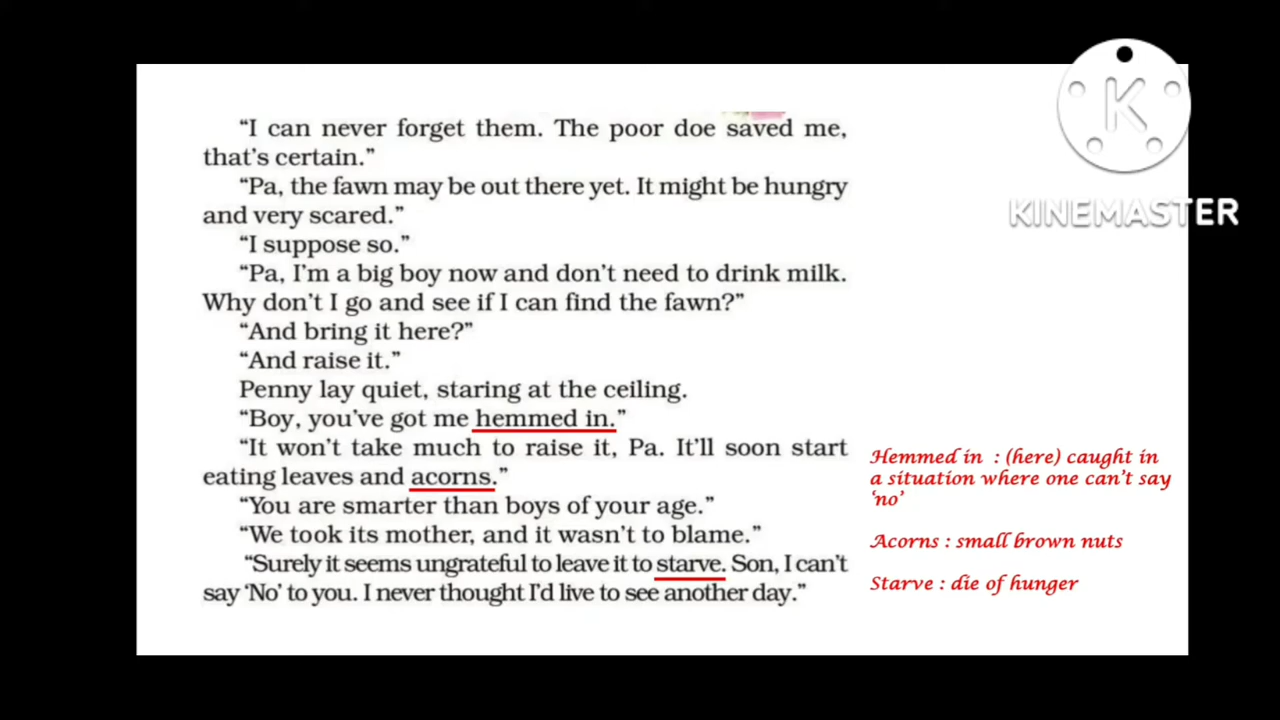 “I can never forget them. The poor doe saved me,
that’s certain.”
“Pa, the fawn may be out there yet. It might be hungry
and very scared.”
“I suppose so.”
“Pa, I’m a big boy now and don’t need to drink milk.
Why don’t I go and see if I can find the fawn?”
“And bring it here?”
“And raise it.”
Penny lay quiet, staring at the ceiling.
“Boy, you’ve got me hemmed in.”
“It won’t take much to raise it, Pa. It’ll soon start
eating leaves and acorns.”
“You are smarter than boys of your age.”
“We took its mother, and it wasn’t to blame.”
“Surely it seems ungrateful to leave it to starve. Son, I can’t
say ‘No’ to you. I never thought I’d live to see another day.”
K
KINEMASTER
Hemmed in : (here) caught in
a situation where one can’t say
‘no’
Acorns : small brown nuts
Starve : die of hunger